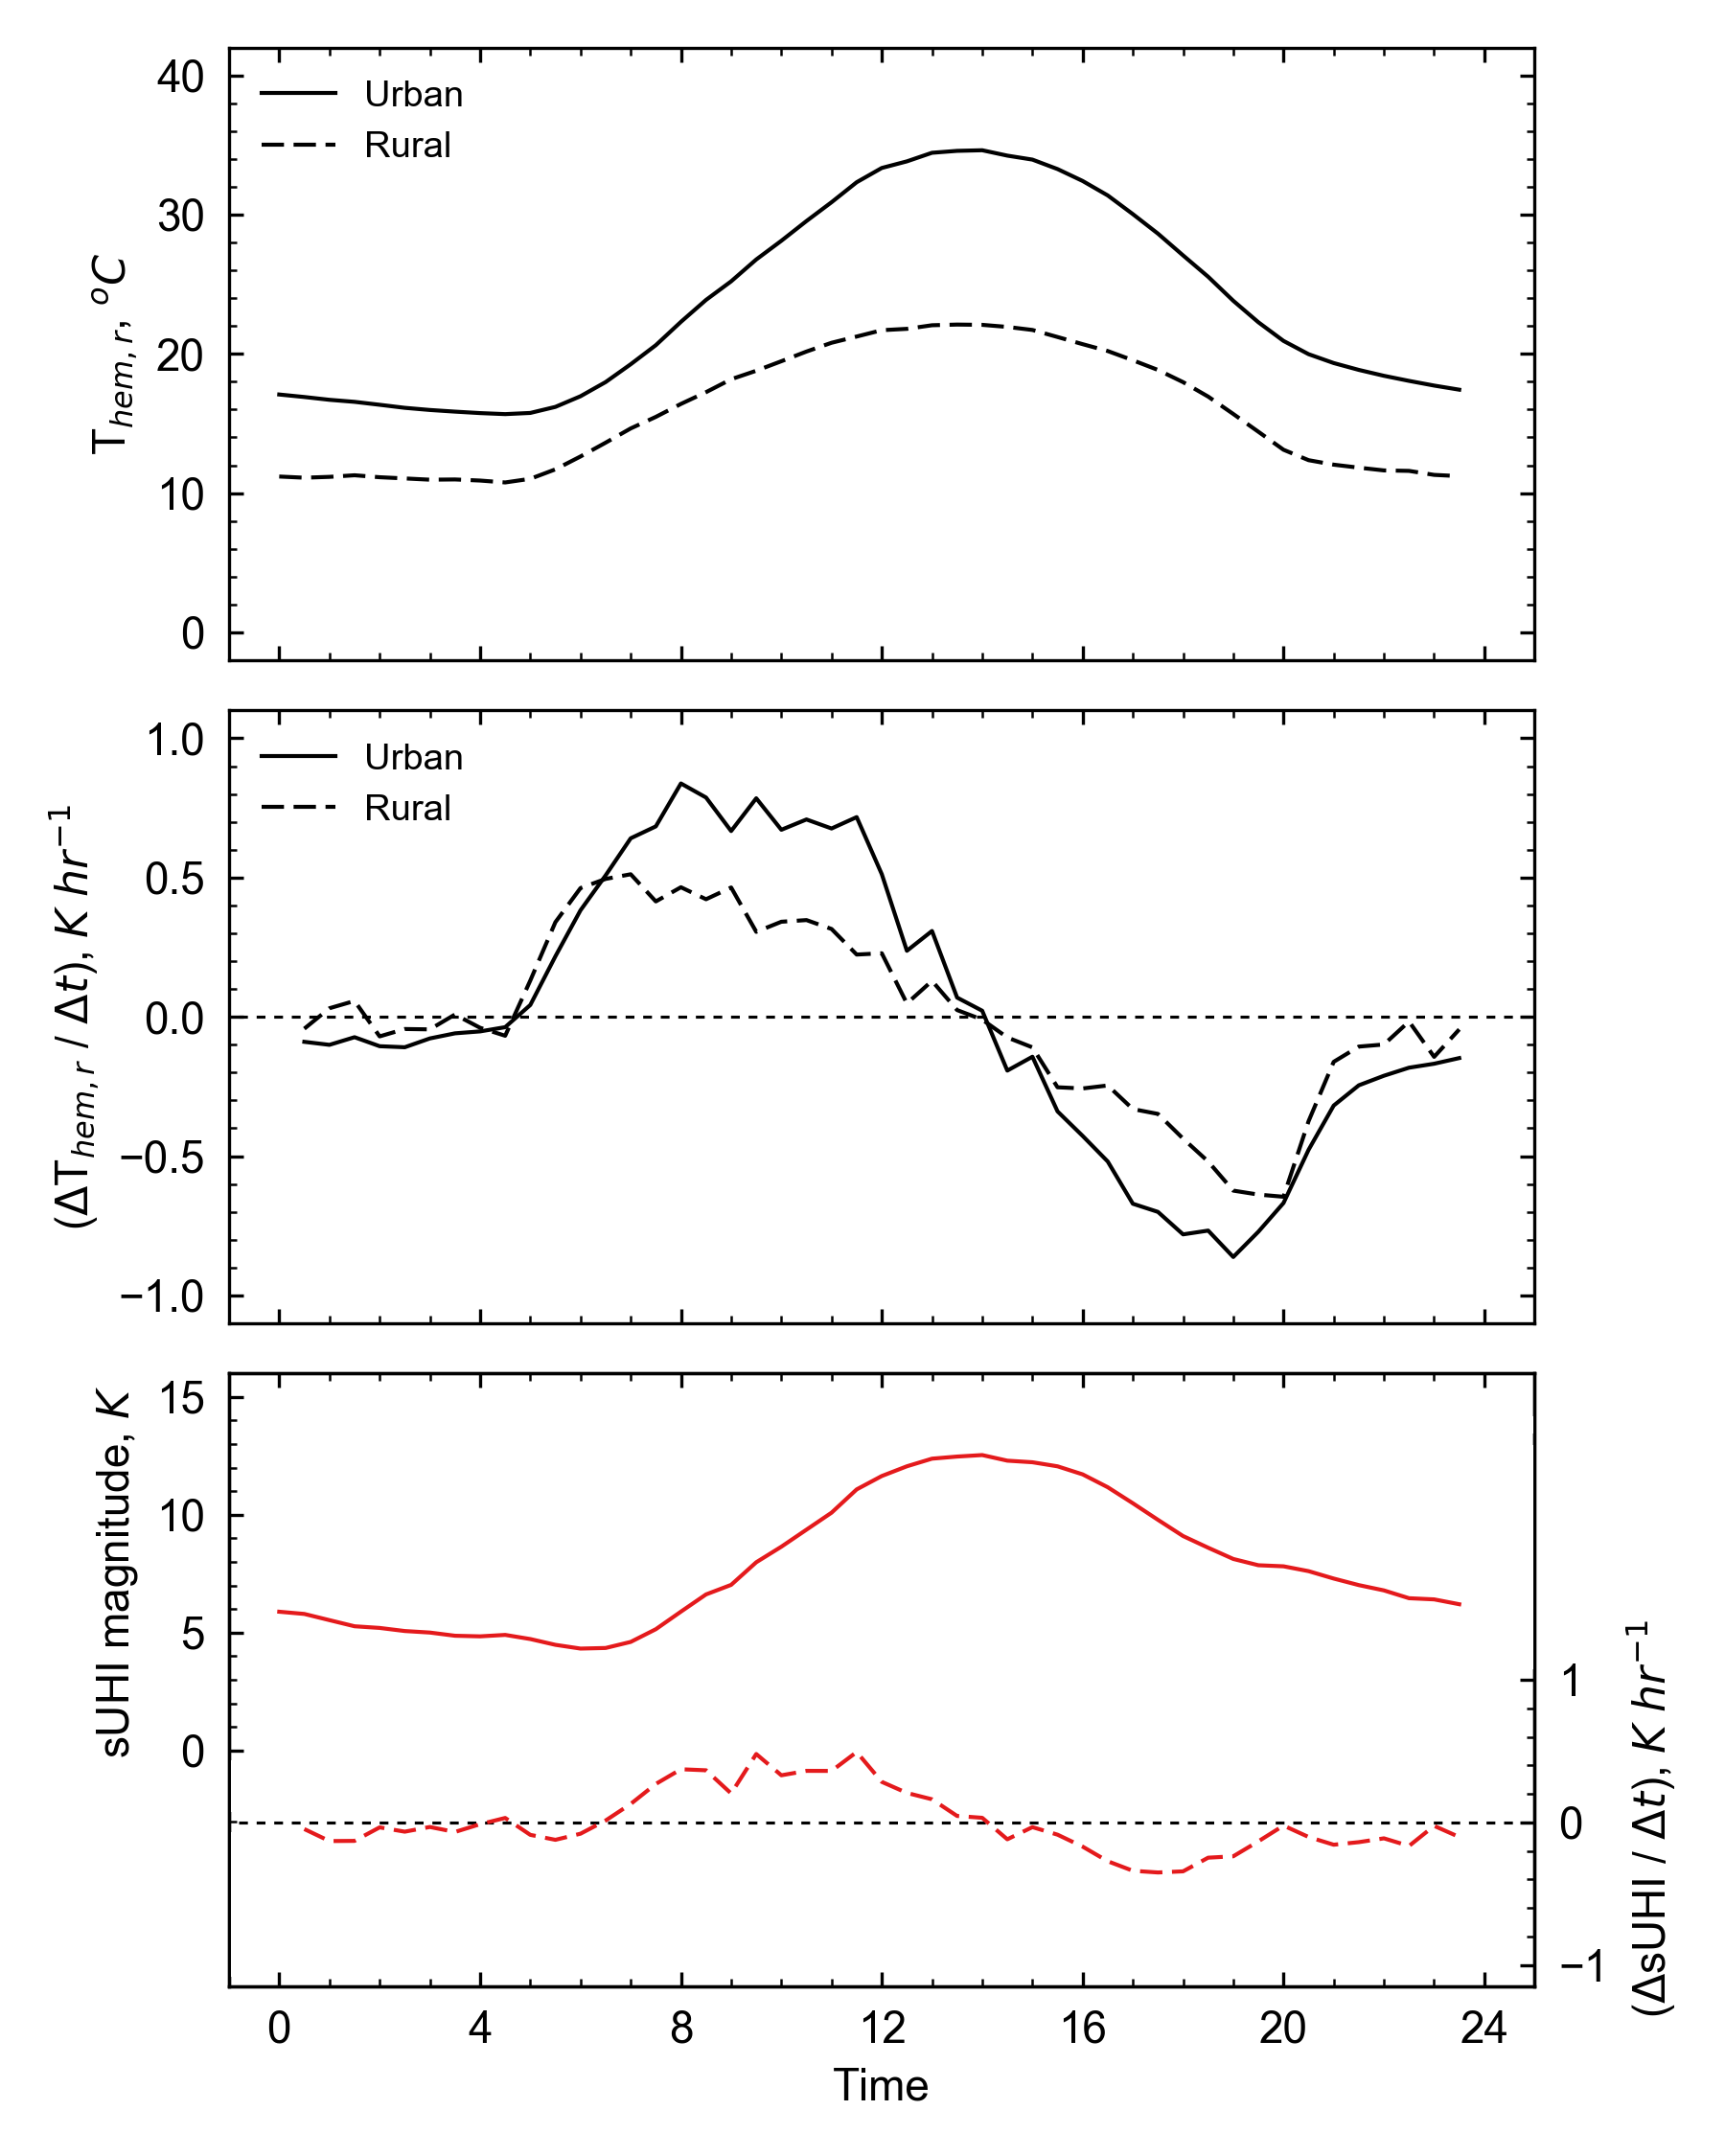 40
30
20
10
0
T_{hem, r}, °C
Urban
Rural
1.0
0.5
0.0
−0.5
−1.0
(ΔT_{hem, r} / Δt), K hr⁻¹
Urban
Rural
15
10
5
0
sUHI magnitude, K
1
0
−1
(ΔsUHI / Δt), K hr⁻¹
0 4 8 12 16 20 24
Time